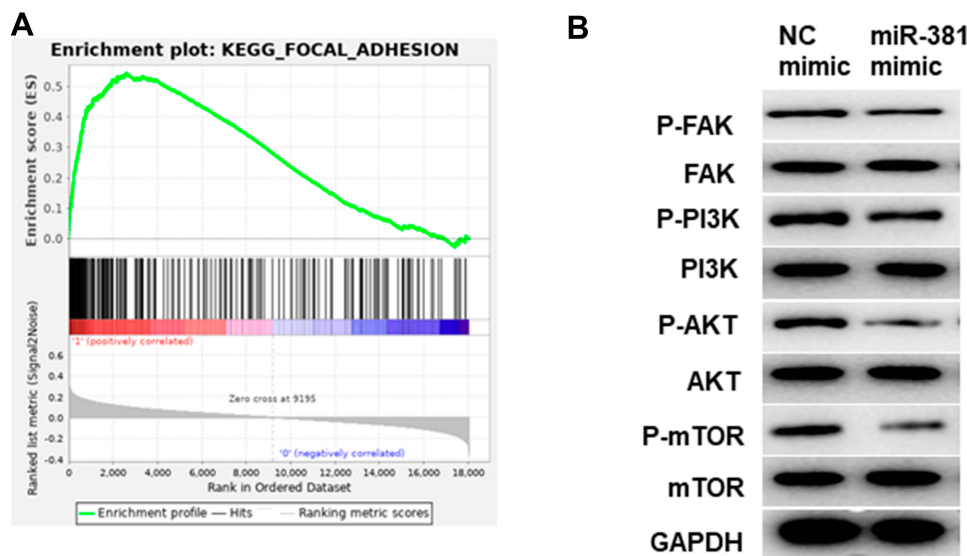 A
Enrichment plot: KEGG_FOCAL_ADHESION
Enrichment score (ES)
0.5
0.4
0.3
0.2
0.1
0.0
'1' (positively correlated)
Ranked list metric (Signal2Noise)
0.6
0.4
0.2
0.0
-0.2
-0.4
Zero cross at 9195
'0' (negatively correlated)
0 2,000 4,000 6,000 8,000 10,000 12,000 14,000 16,000 18,000
Rank in Ordered Dataset
Enrichment profile Hits Ranking metric scores
B
NC miR-381
mimic mimic
P-FAK
FAK
P-PI3K
PI3K
P-AKT
AKT
P-mTOR
mTOR
GAPDH